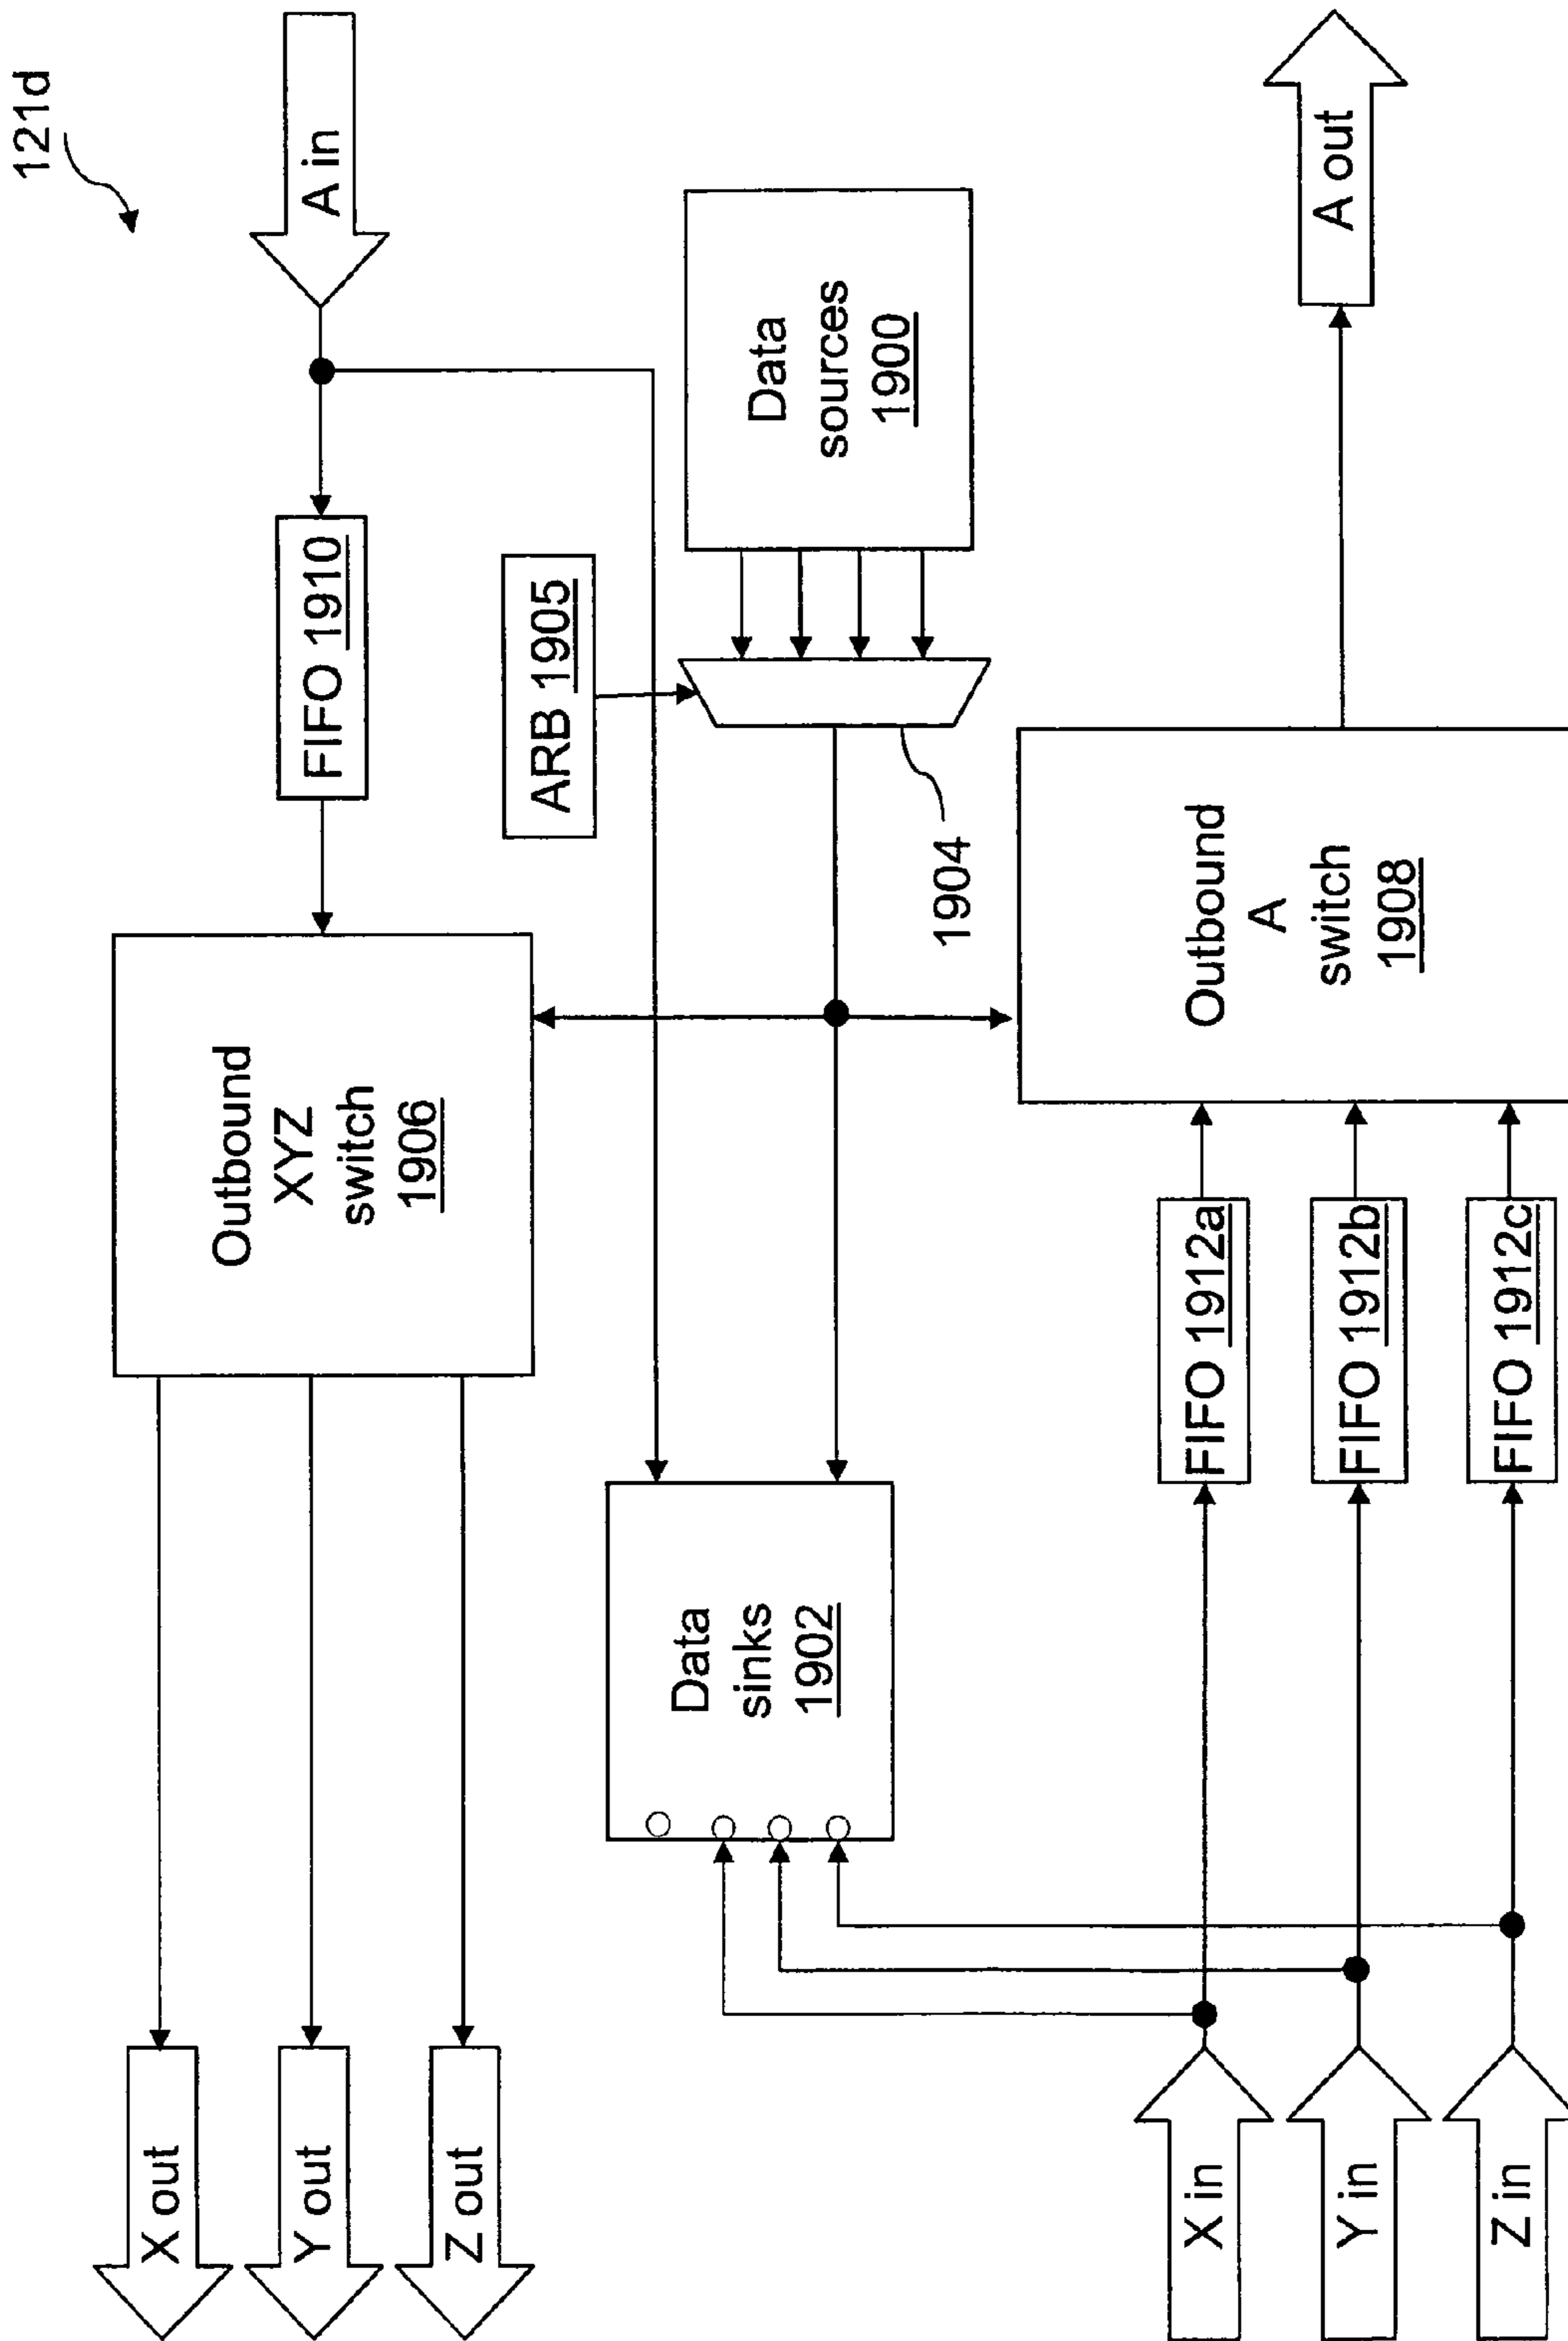 121d
A in
X out
Y out
Z out
Outbound
XYZ
switch
1906
FIFO 1910
ARB 1905
Data
sources
1900
Data
sinks
1902
1904
X in
Y in
Z in
FIFO 1912a
FIFO 1912b
FIFO 1912c
Outbound
A
switch
1908
A out